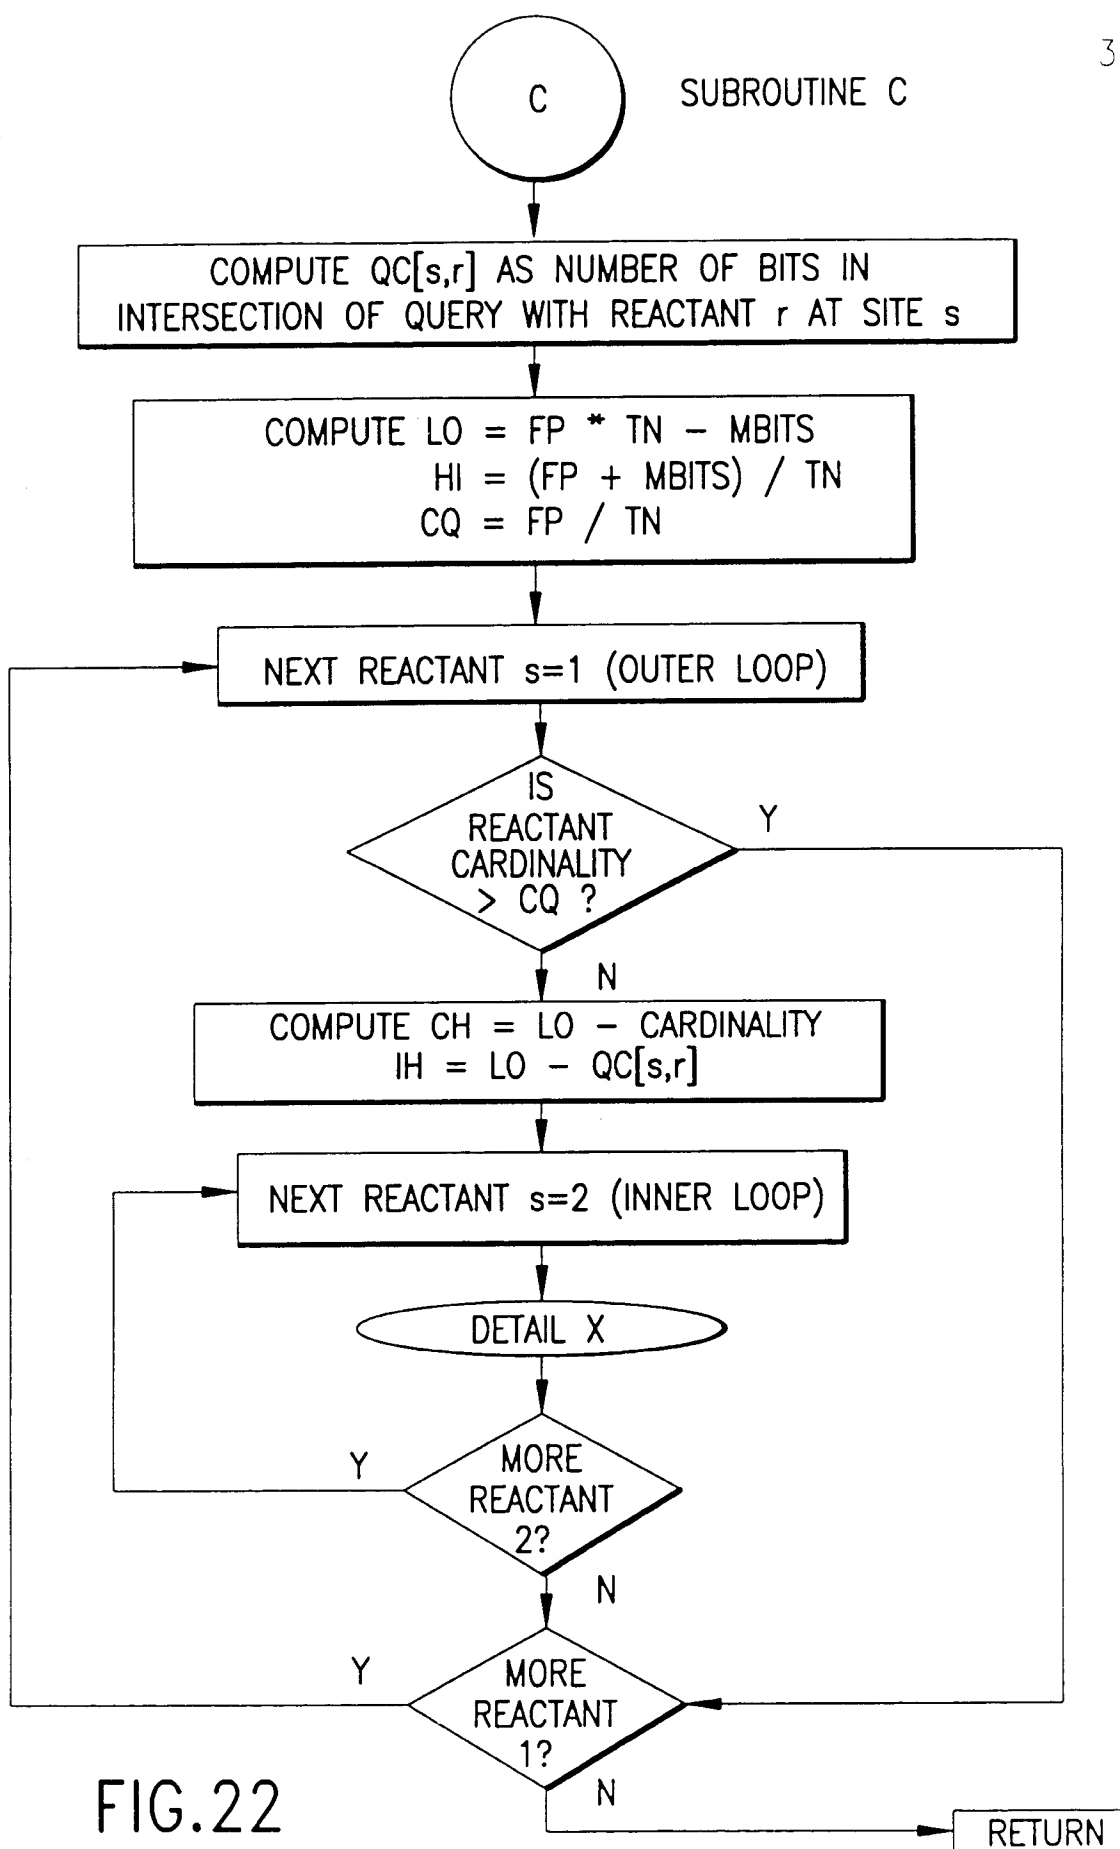 3
C
SUBROUTINE C
COMPUTE QC[s,r] AS NUMBER OF BITS IN
INTERSECTION OF QUERY WITH REACTANT r AT SITE s
COMPUTE LO = FP * TN - MBITS
HI = (FP + MBITS) / TN
CQ = FP / TN
NEXT REACTANT s=1 (OUTER LOOP)
IS
REACTANT
CARDINALITY
> CQ ?
Y
N
COMPUTE CH = LO - CARDINALITY
IH = LO - QC[s,r]
NEXT REACTANT s=2 (INNER LOOP)
DETAIL X
MORE
REACTANT
2?
Y
N
MORE
REACTANT
1?
Y
N
RETURN
FIG.22